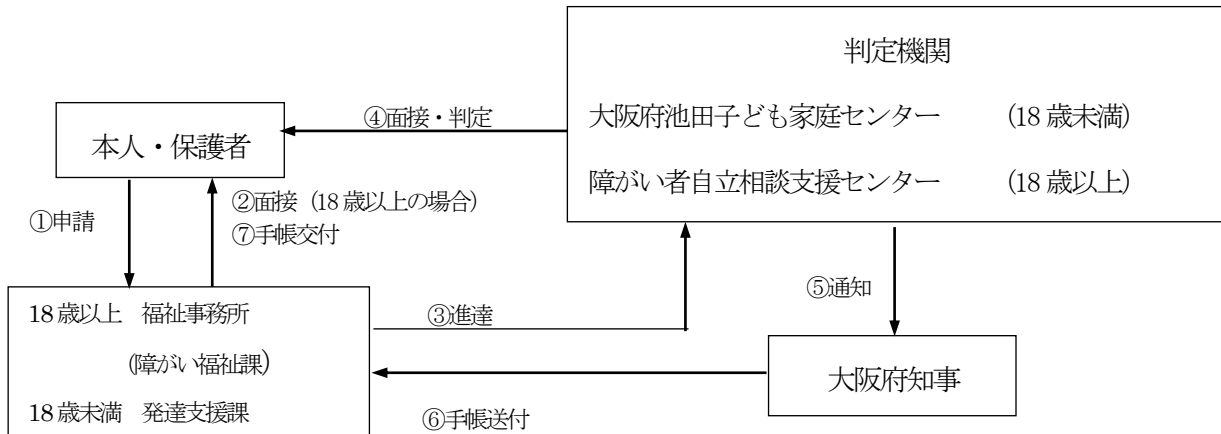 判定機関
大阪府池田子ども家庭センター (18歳未満)
障がい者自立相談支援センター (18歳以上)
④面接・判定
本人・保護者
①申請
②面接 (18歳以上の場合)
⑦手帳交付
18歳以上 福祉事務所
(障がい福祉課)
18歳未満 発達支援課
③進達
⑤通知
大阪府知事
⑥手帳送付